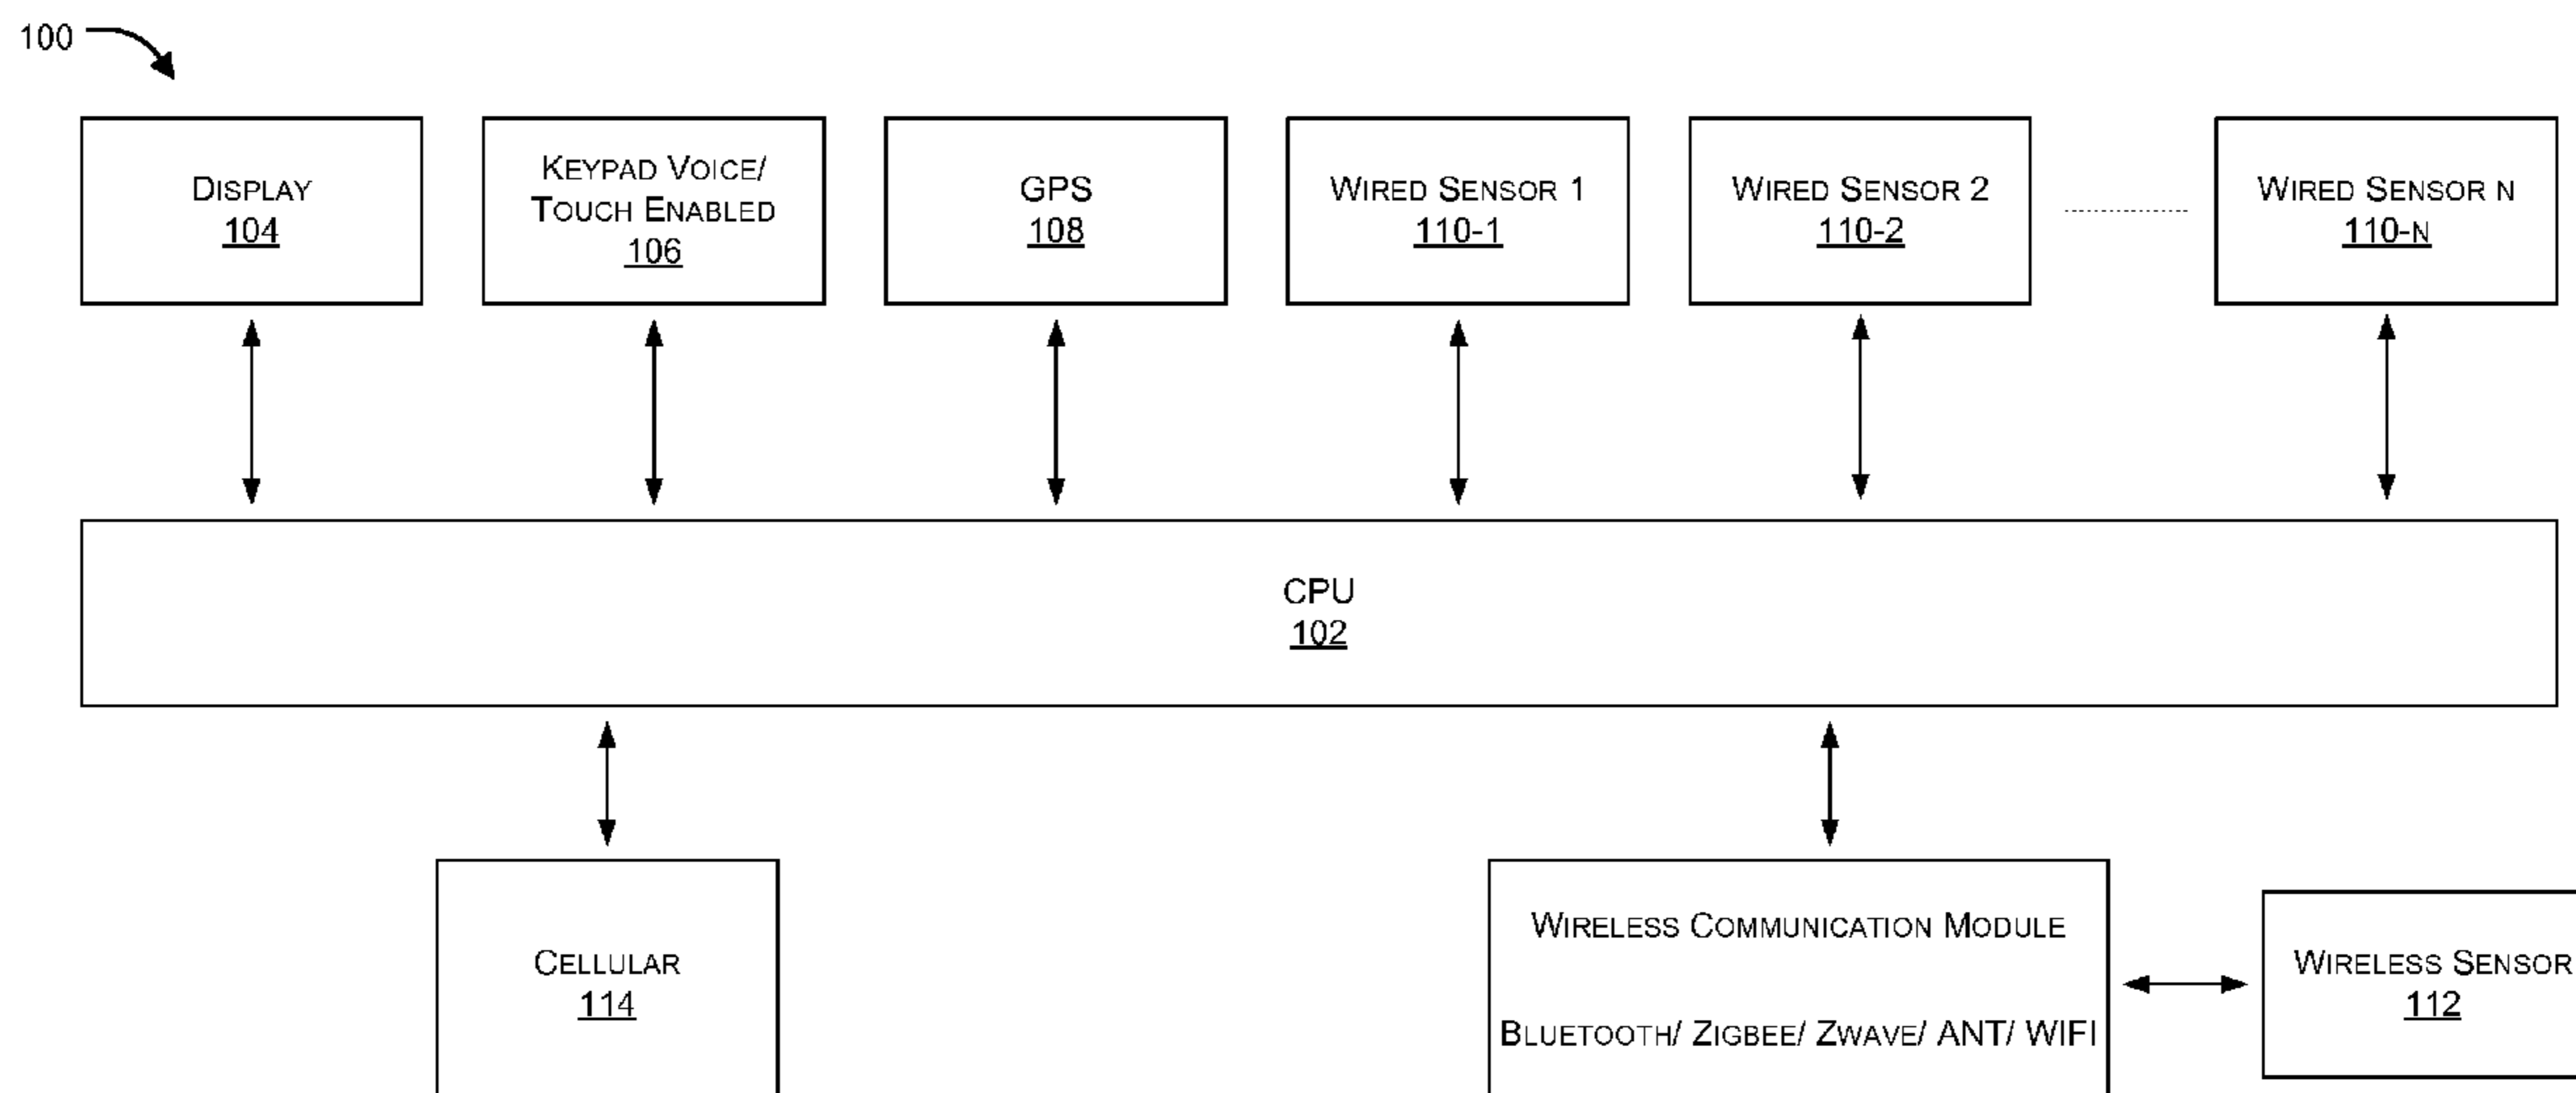 100
DISPLAY
104
KEYPAD VOICE/
TOUCH ENABLED
106
GPS
108
WIRED SENSOR 1
110-1
WIRED SENSOR 2
110-2
WIRED SENSOR N
110-N
CPU
102
CELLULAR
114
WIRELESS COMMUNICATION MODULE
BLUETOOTH/ ZIGBEE/ ZWAVE/ ANT/ WIFI
WIRELESS SENSOR
112